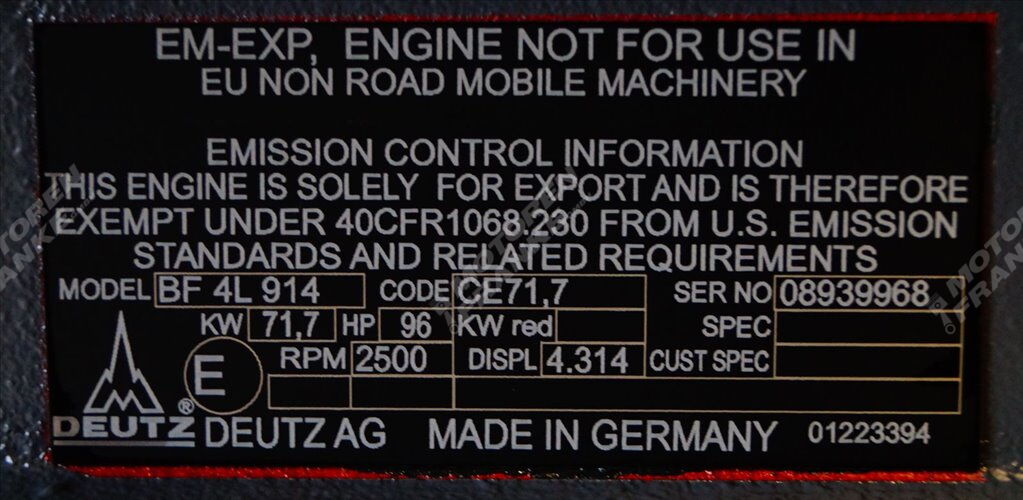 EM-EXP, ENGINE NOT FOR USE IN
EU NON ROAD MOBILE MACHINERY
EMISSION CONTROL INFORMATION
THIS ENGINE IS SOLELY FOR EXPORT AND IS THEREFORE
EXEMPT UNDER 40CFR1068.230 FROM U.S. EMISSION
STANDARDS AND RELATED REQUIREMENTS
MODEL BF 4L 914 CODE CE71,7 SER NO 08939968
KW 71,7 HP 96 KW red SPEC
E RPM 2500 DISPL 4.314 CUST SPEC
DEUTZ® DEUTZ AG MADE IN GERMANY 01223394
MOTOREN
FRANKEN